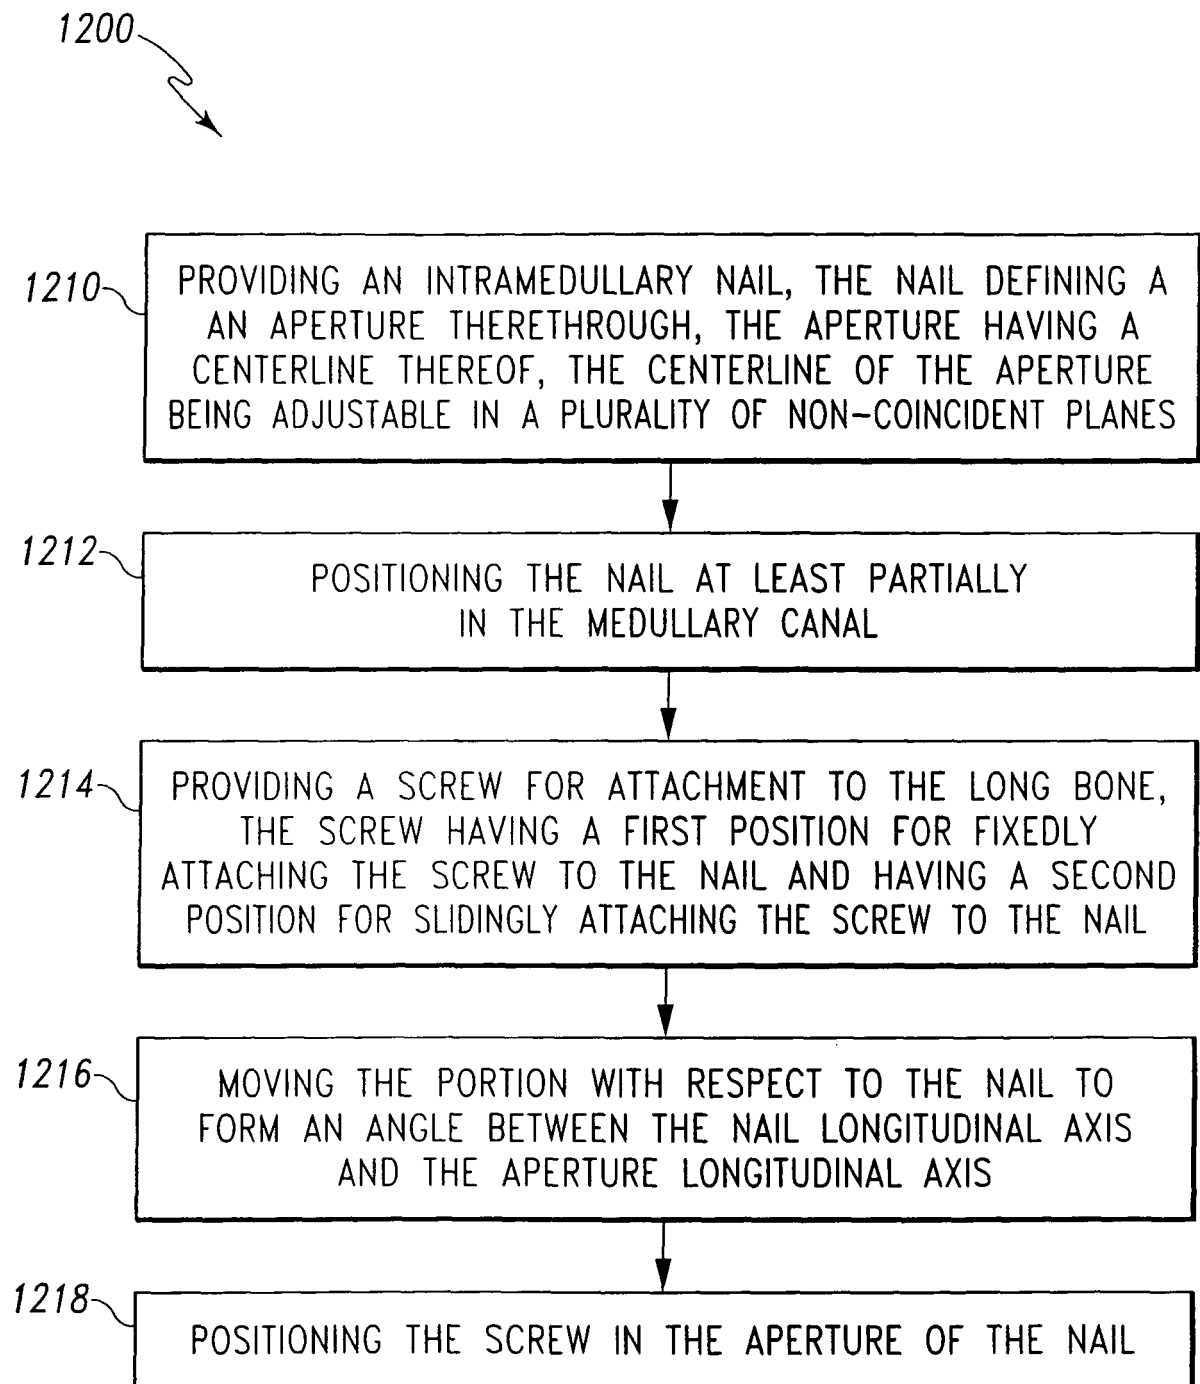 1200
1210
PROVIDING AN INTRAMEDULLARY NAIL, THE NAIL DEFINING A
AN APERTURE THERETHROUGH, THE APERTURE HAVING A
CENTERLINE THEREOF, THE CENTERLINE OF THE APERTURE
BEING ADJUSTABLE IN A PLURALITY OF NON-COINCIDENT PLANES
1212
POSITIONING THE NAIL AT LEAST PARTIALLY
IN THE MEDULLARY CANAL
1214
PROVIDING A SCREW FOR ATTACHMENT TO THE LONG BONE,
THE SCREW HAVING A FIRST POSITION FOR FIXEDLY
ATTACHING THE SCREW TO THE NAIL AND HAVING A SECOND
POSITION FOR SLIDINGLY ATTACHING THE SCREW TO THE NAIL
1216
MOVING THE PORTION WITH RESPECT TO THE NAIL TO
FORM AN ANGLE BETWEEN THE NAIL LONGITUDINAL AXIS
AND THE APERTURE LONGITUDINAL AXIS
1218
POSITIONING THE SCREW IN THE APERTURE OF THE NAIL